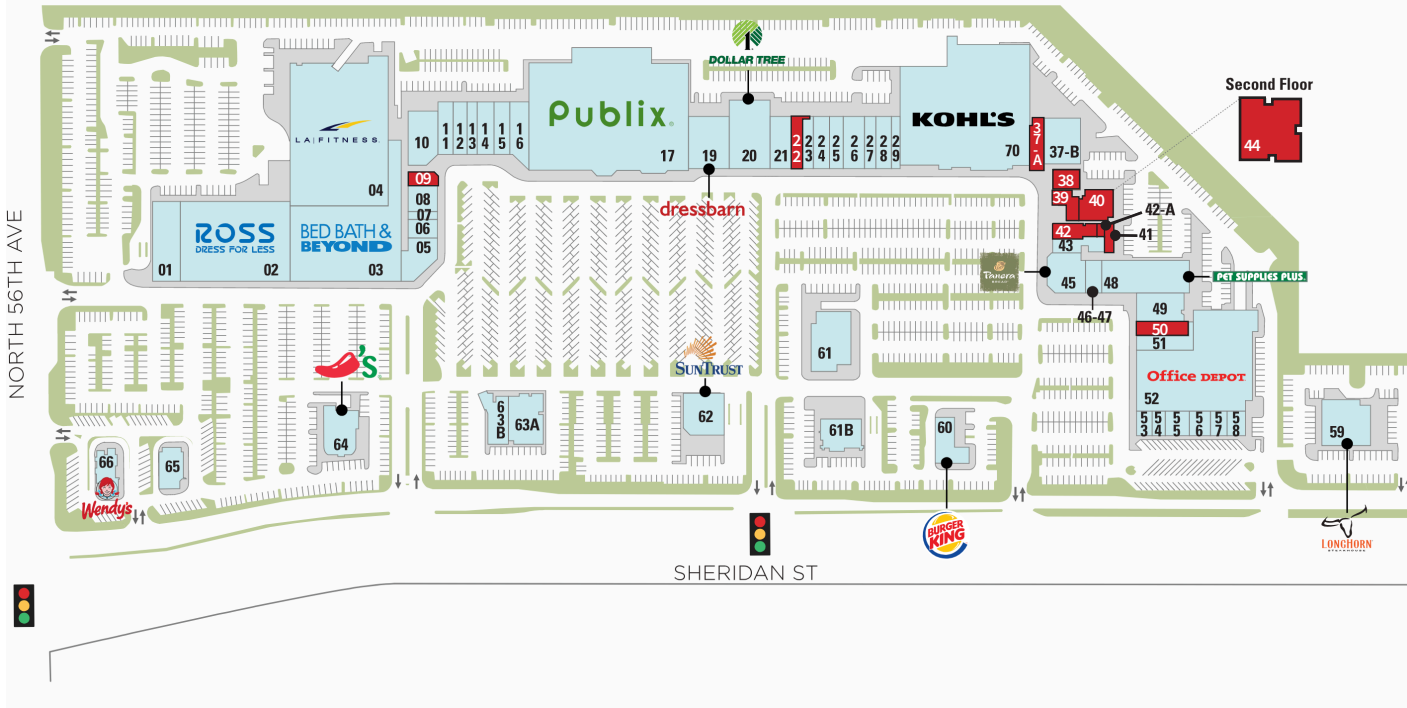 DOLLAR TREE
Second Floor
44
LA|FITNESS.
04
10
11
12
13
14
15
16
Publix.
17
19
20
21
22
23
24
25
26
27
28
29
KOHL'S
70
37-A
37-B
09
08
07
06
05
dressbarn
38
39
40
42-A
42
41
43
ROSS
DRESS FOR LESS
BED BATH &
BEYOND
01
02
03
Panera
BREAD
45
48
PET SUPPLIES PLUS.
46-47
49
50
51
NORTH 56TH AVE
CHILI'S
61
SUNTRUST
Office DEPOT
52
53
54
55
56
57
58
63B
63A
62
64
61B
60
59
66
65
Wendy's
BURGER
KING
LONGHORN
STEAKHOUSE
SHERIDAN ST